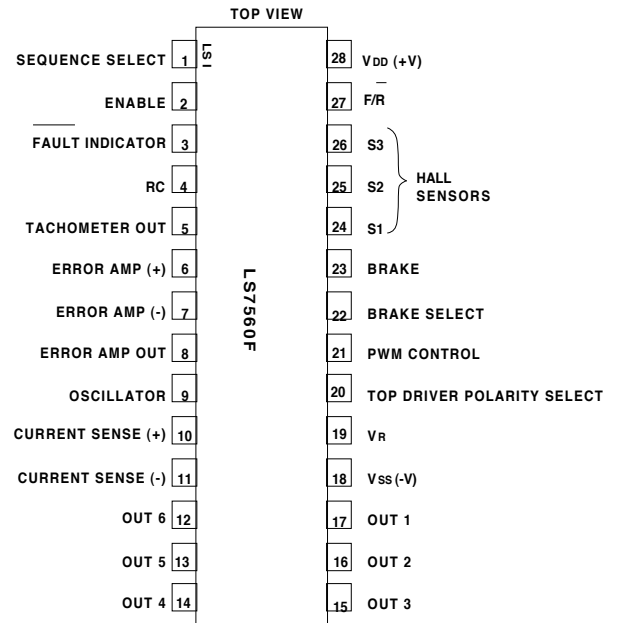 TOP VIEW
LSI
LS7560F
SEQUENCE SELECT 1
ENABLE 2
FAULT INDICATOR 3
RC 4
TACHOMETER OUT 5
ERROR AMP (+) 6
ERROR AMP (-) 7
ERROR AMP OUT 8
OSCILLATOR 9
CURRENT SENSE (+) 10
CURRENT SENSE (-) 11
OUT 6 12
OUT 5 13
OUT 4 14
28 VDD (+V)
27 F/R
26 S3
25 S2
24 S1
HALL
SENSORS
23 BRAKE
22 BRAKE SELECT
21 PWM CONTROL
20 TOP DRIVER POLARITY SELECT
19 VR
18 VSS (-V)
17 OUT 1
16 OUT 2
15 OUT 3